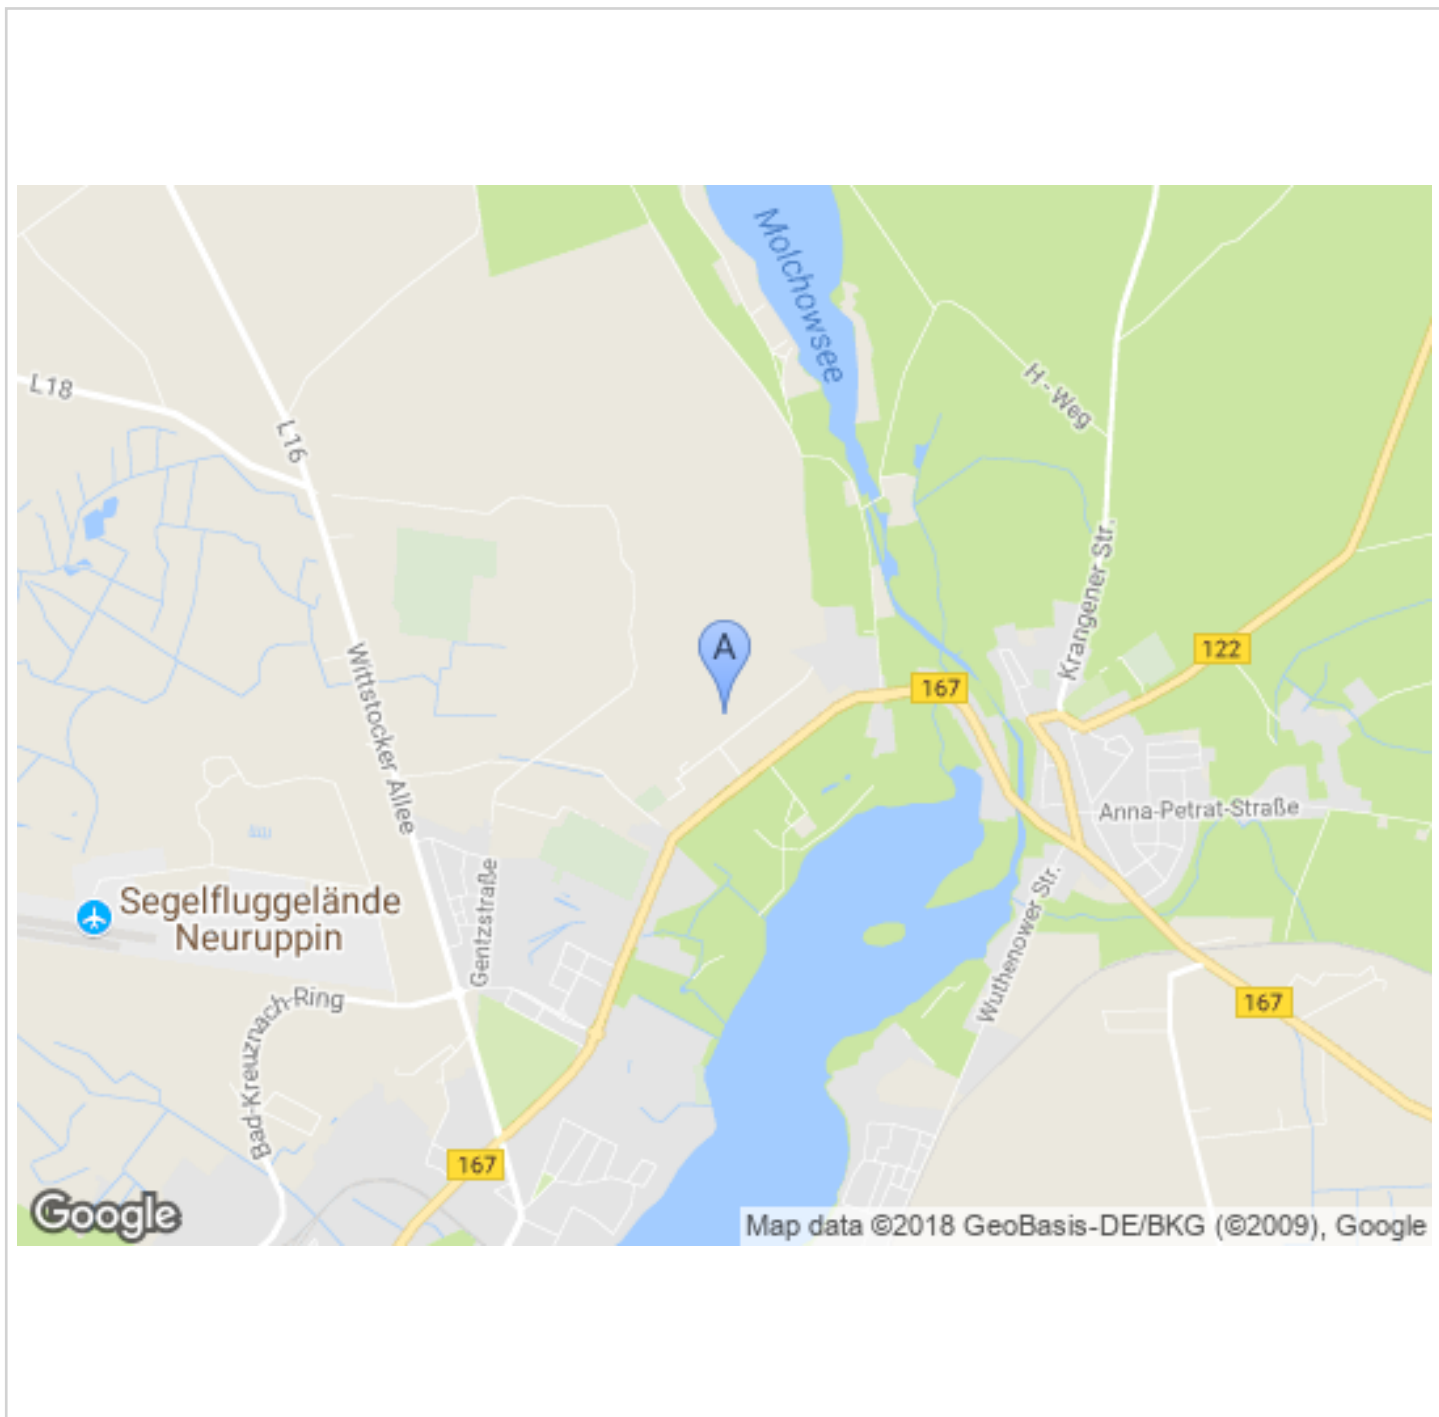 Molchowsee
L18
L16
H - Weg
Krangener Str.
122
A
167
Wittstocker Allee
Anna-Petrat-Straße
Gentzstraße
Segelfluggelände
Neuruppin
Wuthenower Str.
Bad-Kreuznach-Ring
167
167
Google
Map data ©2018 GeoBasis-DE/BKG (©2009), Google